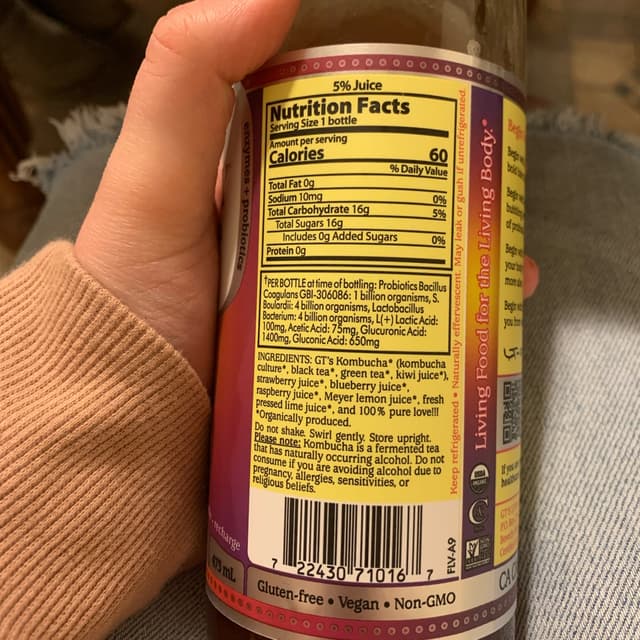 5% Juice
Nutrition Facts
Serving Size 1 bottle
Amount per serving
Calories 60
% Daily Value
Total Fat 0g
Sodium 10mg 0%
Total Carbohydrate 16g 5%
Total Sugars 16g
Includes 0g Added Sugars 0%
Protein 0g
†PER BOTTLE at time of bottling: Probiotics Bacillus
Coagulans GBI-306086: 1 billion organisms, S.
Boulardii: 4 billion organisms, Lactobacillus
Bacterium: 4 billion organisms, L(+) Lactic Acid:
100mg, Acetic Acid: 75mg, Glucuronic Acid:
1400mg, Gluconic Acid: 650mg
INGREDIENTS: GT's Kombucha* (kombucha
culture*, black tea*, green tea*, kiwi juice*),
strawberry juice*, blueberry juice*,
raspberry juice*, Meyer lemon juice*, fresh
pressed lime juice*, and 100% pure love!!!
*Organically produced.
Do not shake. Swirl gently. Store upright.
Please note: Kombucha is a fermented tea
that has naturally occurring alcohol. Do not
consume if you are avoiding alcohol due to
pregnancy, allergies, sensitivities, or
religious beliefs.
7 22430 71016 7
FLV-A9
Gluten-free • Vegan • Non-GMO
Keep refrigerated • Naturally effervescent. May leak or gush if unrefrigerated.
Living Food for the Living Body.®
enzymes + probiotics
recharge
473 mL